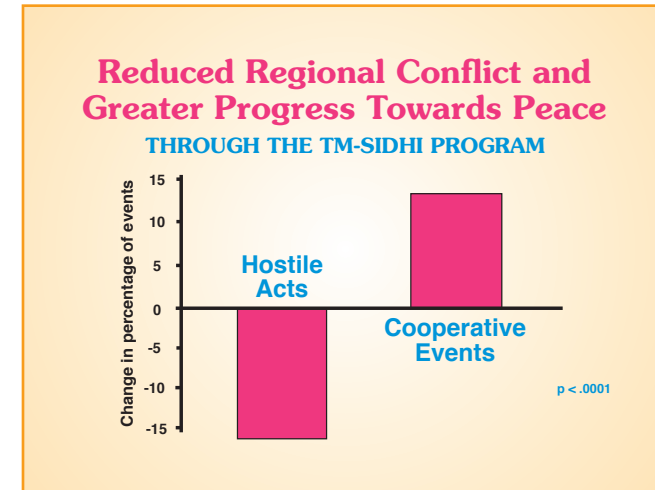 Reduced Regional Conflict and
Greater Progress Towards Peace
THROUGH THE TM-SIDHI PROGRAM
Change in percentage of events
15
10
5
0
-5
-10
-15
Hostile
Acts
Cooperative
Events
p < .0001